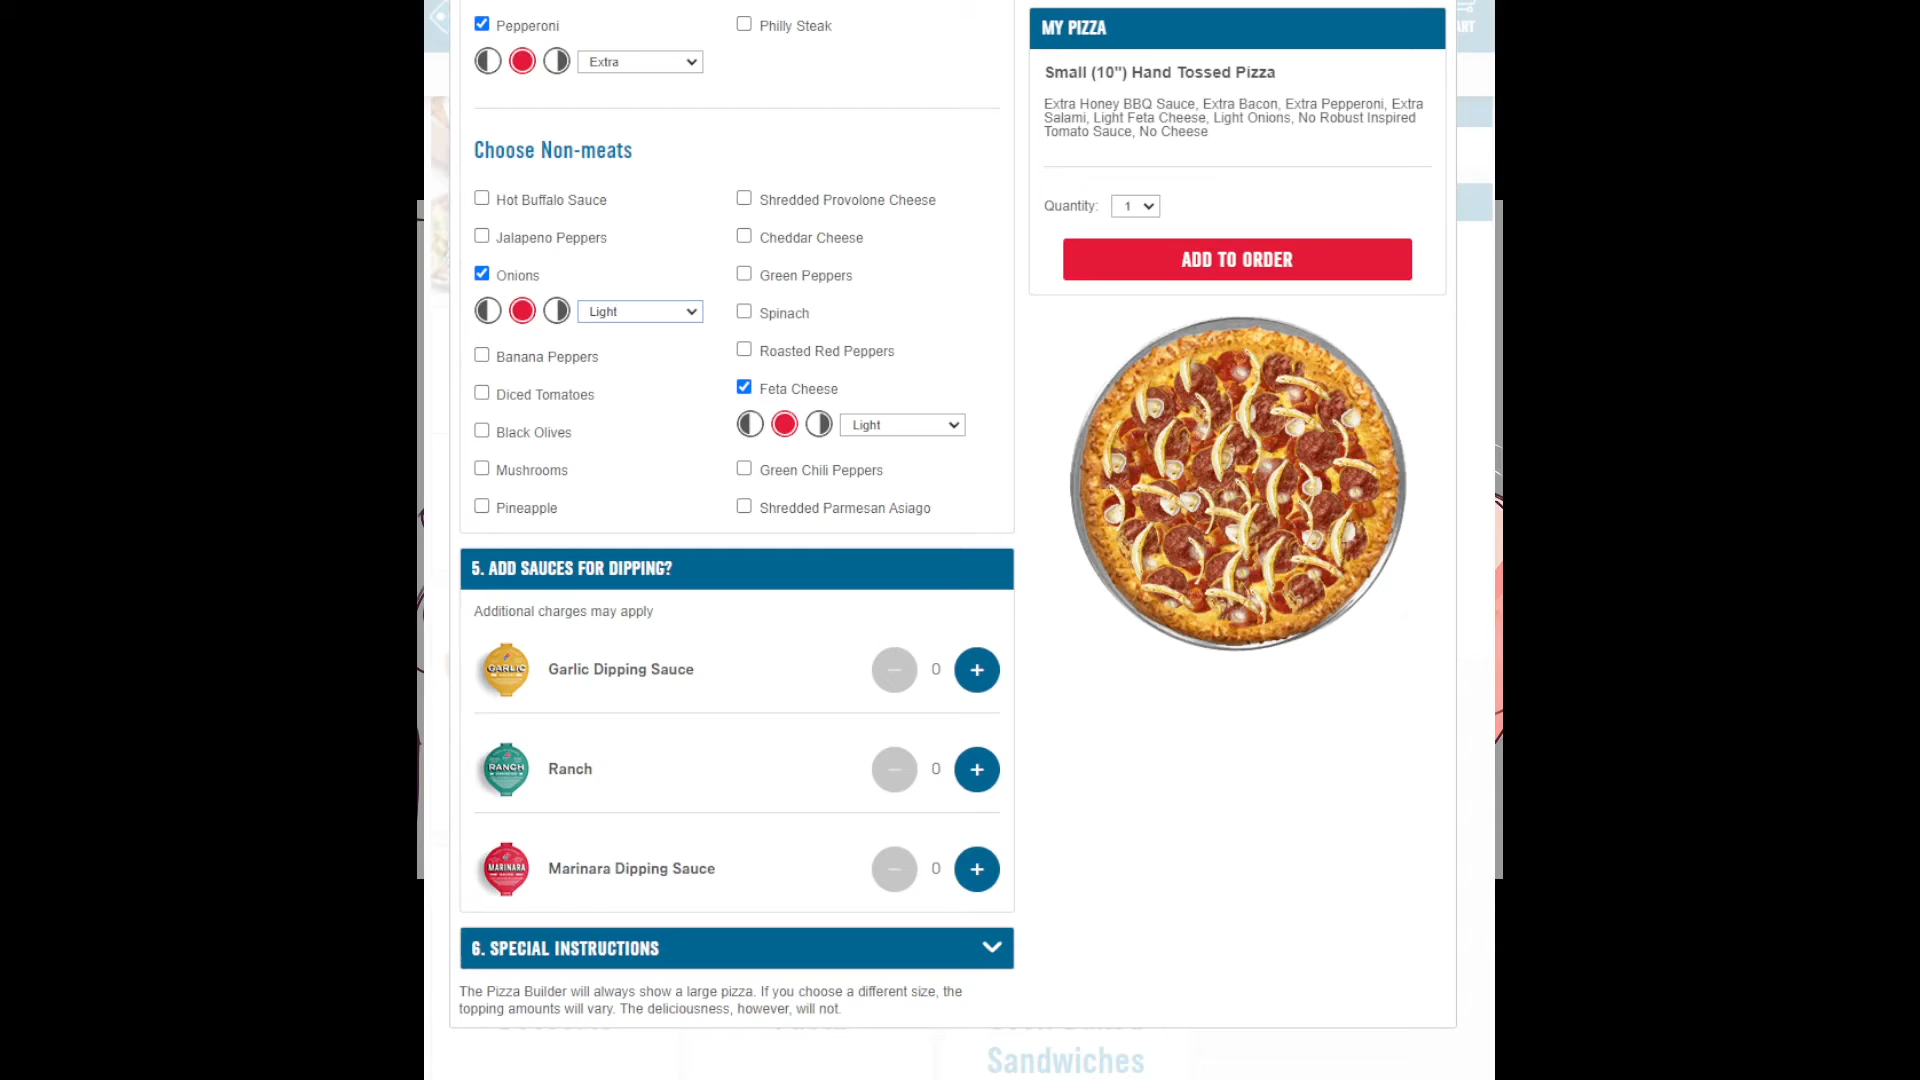 Pepperoni
Philly Steak
Extra
Choose Non-meats
Hot Buffalo Sauce
Shredded Provolone Cheese
Jalapeno Peppers
Cheddar Cheese
Onions
Green Peppers
Light
Spinach
Banana Peppers
Roasted Red Peppers
Diced Tomatoes
Feta Cheese
Light
Black Olives
Mushrooms
Green Chili Peppers
Pineapple
Shredded Parmesan Asiago
5. ADD SAUCES FOR DIPPING?
Additional charges may apply
GARLIC
Garlic Dipping Sauce
0
RANCH
Ranch
0
MARINARA
Marinara Dipping Sauce
0
6. SPECIAL INSTRUCTIONS
The Pizza Builder will always show a large pizza. If you choose a different size, the
topping amounts will vary. The deliciousness, however, will not.
MY PIZZA
Small (10") Hand Tossed Pizza
Extra Honey BBQ Sauce, Extra Bacon, Extra Pepperoni, Extra
Salami, Light Feta Cheese, Light Onions, No Robust Inspired
Tomato Sauce, No Cheese
Quantity:
1
ADD TO ORDER
Sandwiches